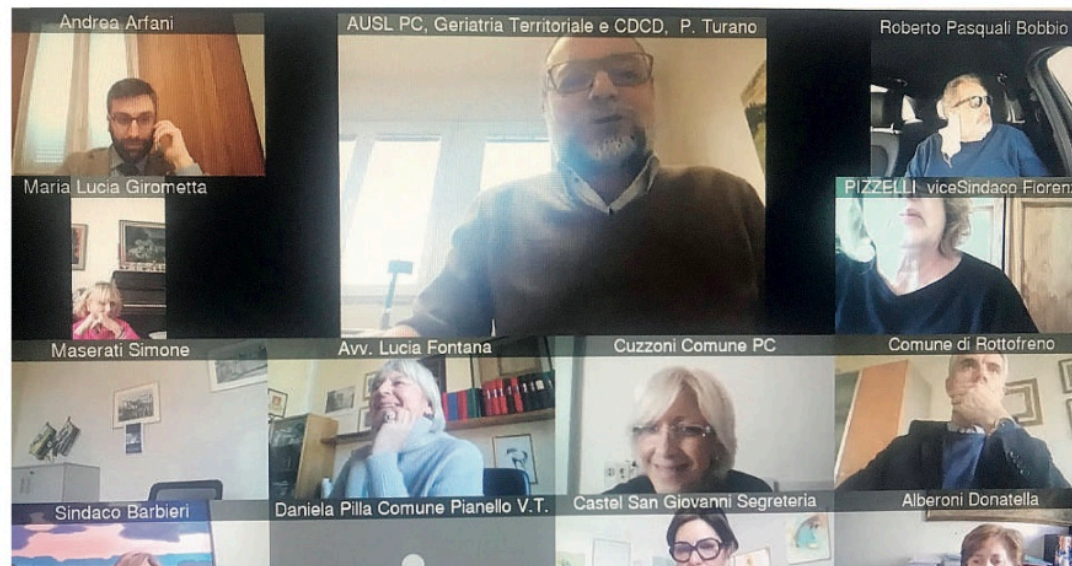 Andrea Arfani
AUSL PC, Geriatria Territoriale e CDCD, P. Turano
Roberto Pasquali Bobbio
Maria Lucia Girometta
PIZZELLI viceSindaco Fiorenz
Maserati Simone
Avv. Lucia Fontana
Cuzzoni Comune PC
Comune di Rottofreno
Sindaco Barbieri
Daniela Pilla Comune Pianello V.T.
Castel San Giovanni Segreteria
Alberoni Donatella